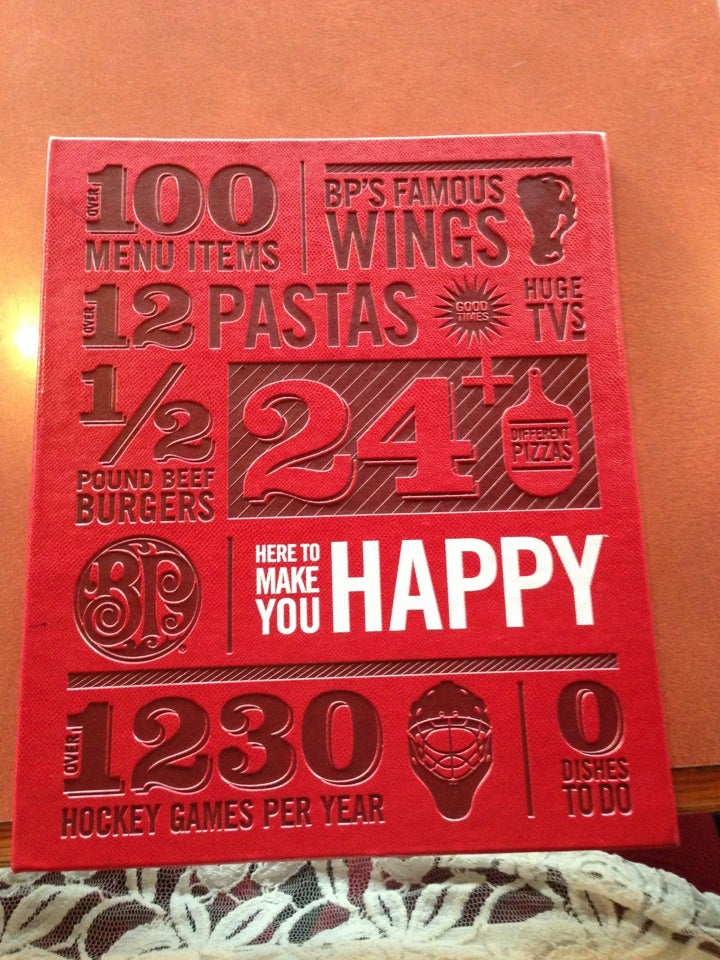 OVER 100
MENU ITEMS
BP'S FAMOUS
WINGS
OVER 12 PASTAS
GOOD
TIMES
HUGE
TVS
1/2
POUND BEEF
BURGERS
24+
DIFFERENT
PIZZAS
BP
HERE TO
MAKE
YOU
HAPPY
OVER 1230
HOCKEY GAMES PER YEAR
0
DISHES
TO DO